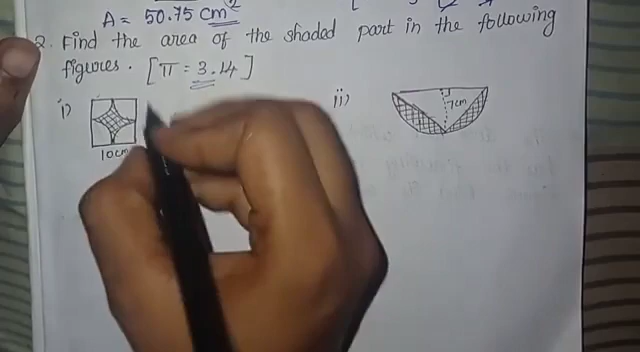 A = 50.75 cm²
2. Find the area of the shaded part in the following
figures. [π = 3.14]
i)
10cm
ii)
7cm